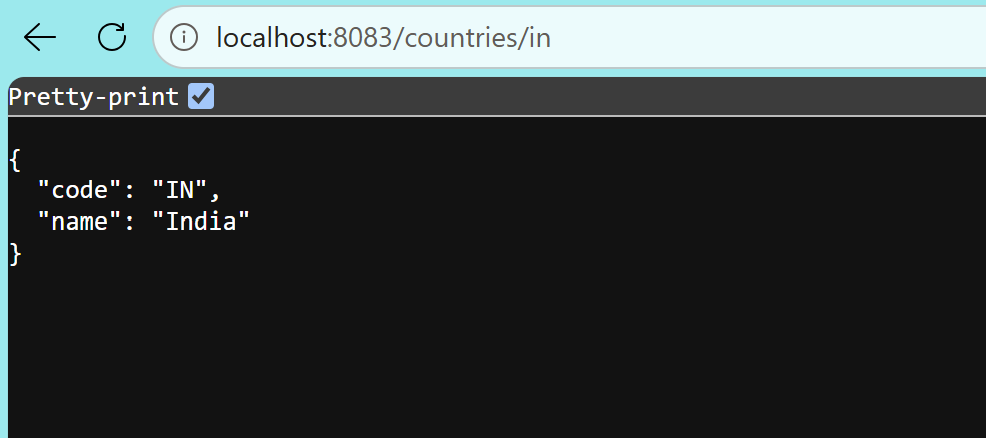 localhost:8083/countries/in
Pretty-print
{
  "code": "IN",
  "name": "India"
}